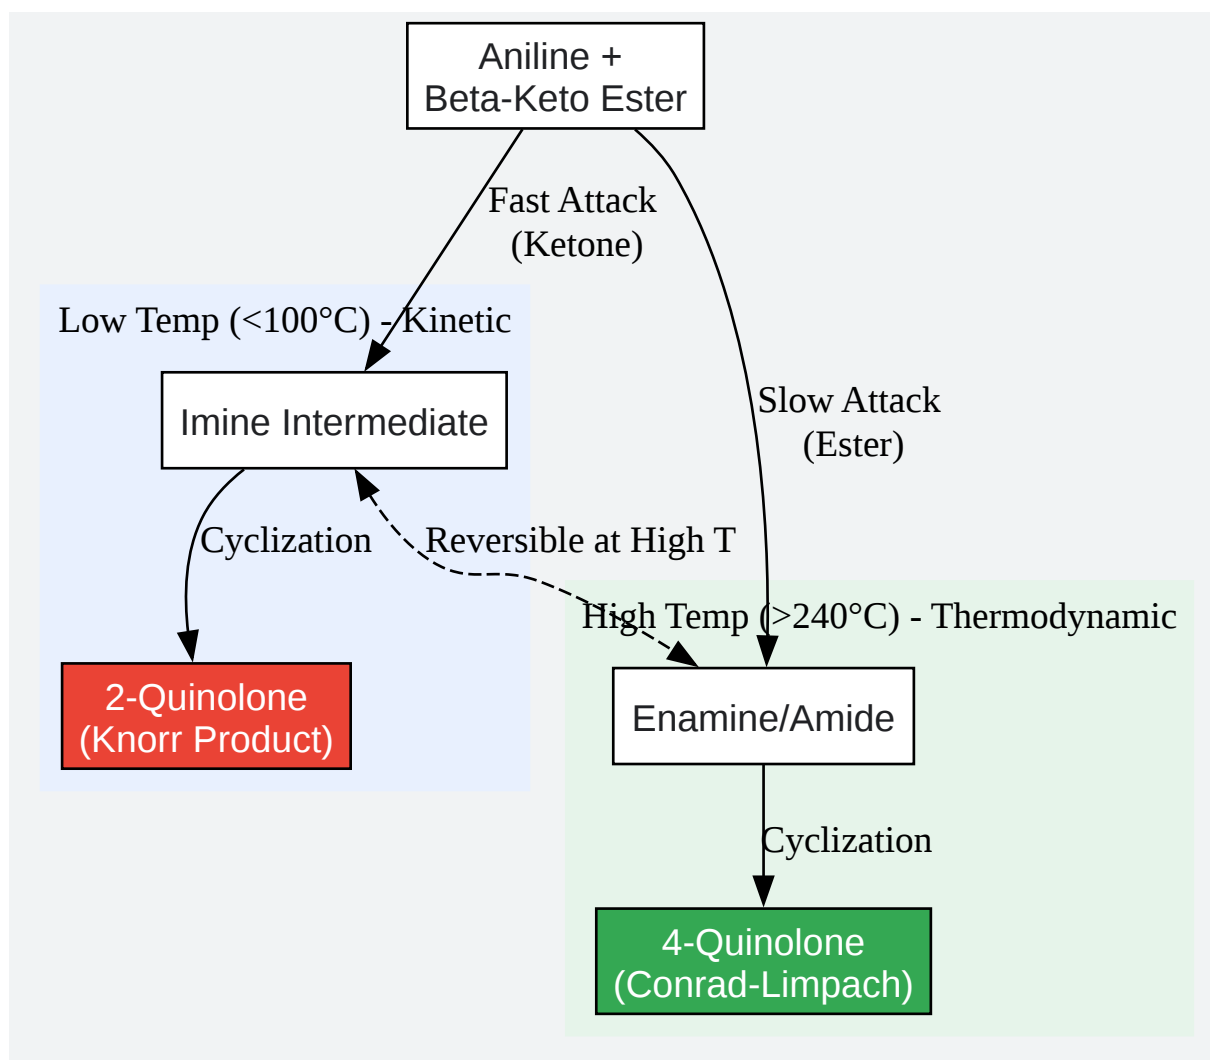 Aniline +
Beta-Keto Ester
Fast Attack
(Ketone)
Low Temp (<100°C) - Kinetic
Imine Intermediate
Slow Attack
(Ester)
Cyclization
Reversible at High T
High Temp (>240°C) - Thermodynamic
2-Quinolone
(Knorr Product)
Enamine/Amide
Cyclization
4-Quinolone
(Conrad-Limpach)